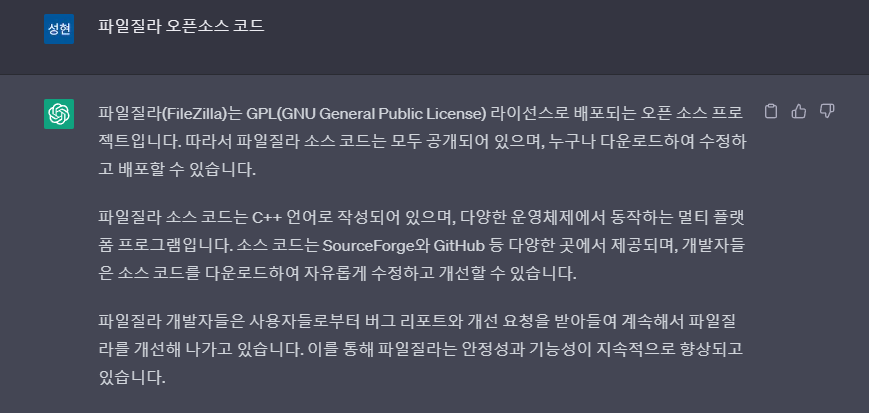 성현
파일질라 오픈소스 코드
파일질라(FileZilla)는 GPL(GNU General Public License) 라이선스로 배포되는 오픈 소스 프로
젝트입니다. 따라서 파일질라 소스 코드는 모두 공개되어 있으며, 누구나 다운로드하여 수정하
고 배포할 수 있습니다.
파일질라 소스 코드는 C++ 언어로 작성되어 있으며, 다양한 운영체제에서 동작하는 멀티 플랫
폼 프로그램입니다. 소스 코드는 SourceForge와 GitHub 등 다양한 곳에서 제공되며, 개발자들
은 소스 코드를 다운로드하여 자유롭게 수정하고 개선할 수 있습니다.
파일질라 개발자들은 사용자들로부터 버그 리포트와 개선 요청을 받아들여 계속해서 파일질
라를 개선해 나가고 있습니다. 이를 통해 파일질라는 안정성과 기능성이 지속적으로 향상되고
있습니다.